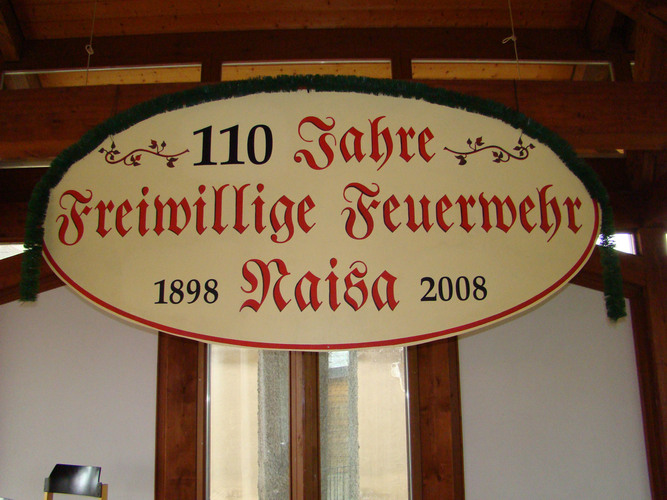 110 Jahre
Freiwillige Feuerwehr
1898 Naisa 2008